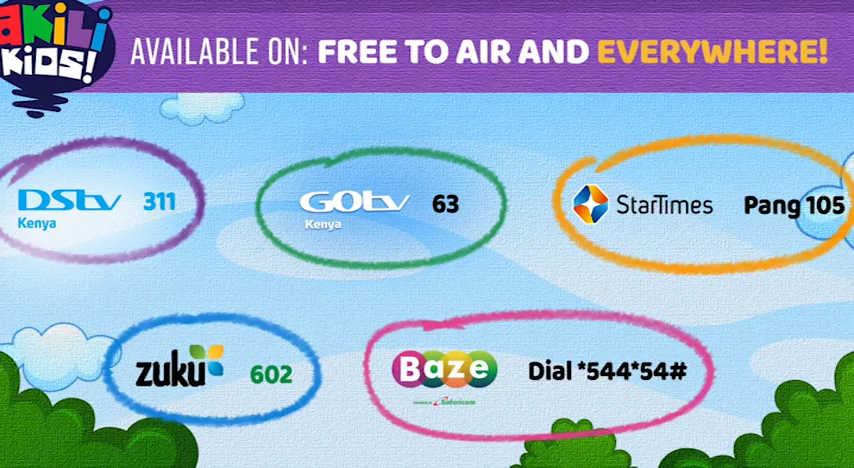 AKiLi
KiDS!
AVAILABLE ON: FREE TO AIR AND EVERYWHERE!
DStv 311
Kenya
GOtv 63
Kenya
StarTimes Pang 105
zuku 602
Baze Dial *544*54#
Safaricom